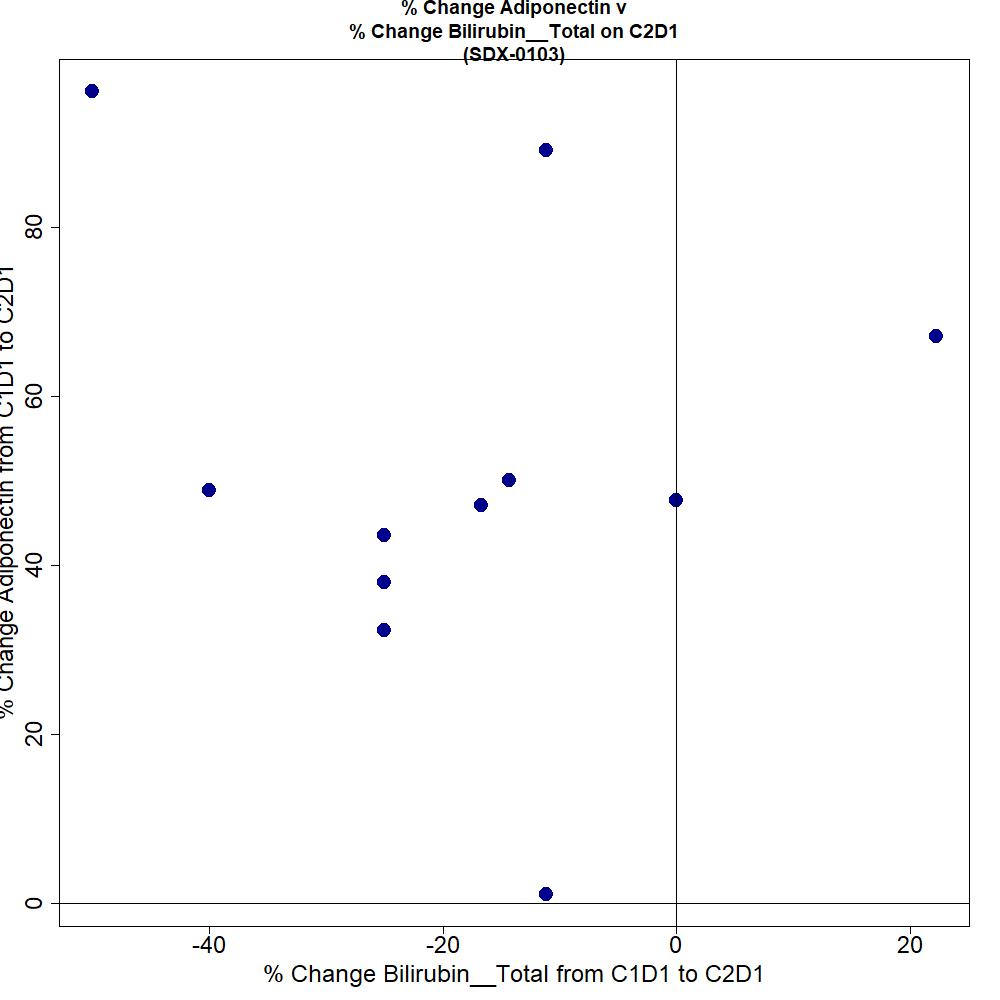 % Change Adiponectin v
% Change Bilirubin__Total on C2D1
(SDX-0103)
% Change Adiponectin from C1D1 to C2D1
80
60
40
20
0
-40
-20
0
20
% Change Bilirubin__Total from C1D1 to C2D1